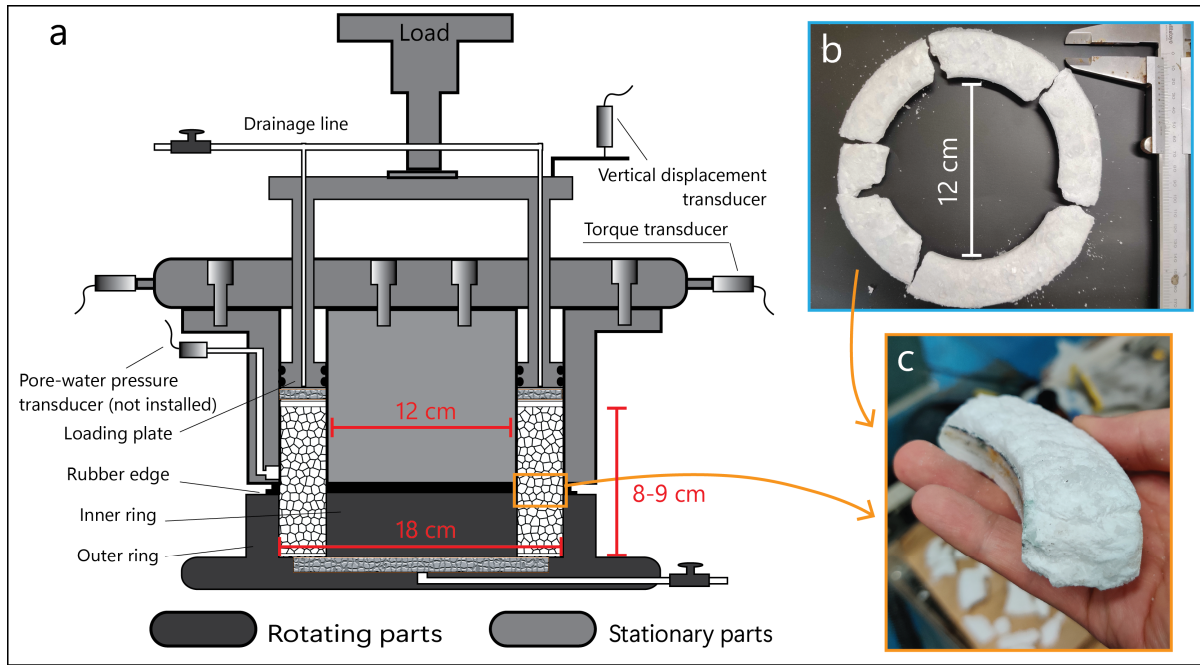 a
Load
Drainage line
Vertical displacement
transducer
Torque transducer
Pore-water pressure
transducer (not installed)
Loading plate
12 cm
Rubber edge
8-9 cm
Inner ring
18 cm
Outer ring
Rotating parts
Stationary parts
b
12 cm
c